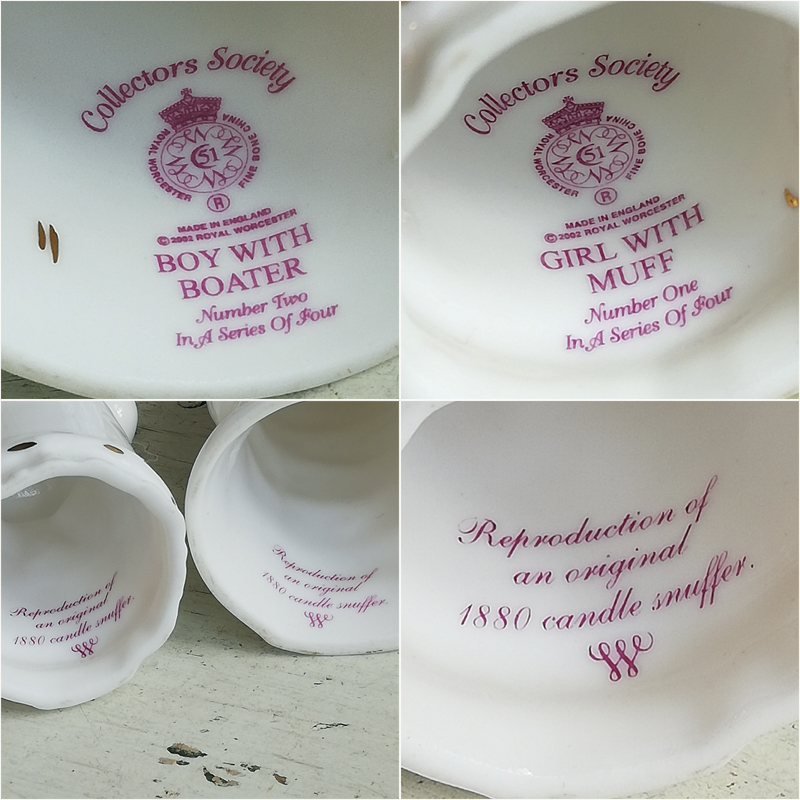 Collectors Society
ROYAL WORCESTER
FINE BONE CHINA
51
®
MADE IN ENGLAND
©2002 ROYAL WORCESTER
BOY WITH
BOATER
Number Two
In A Series Of Four
Collectors Society
ROYAL WORCESTER
FINE BONE CHINA
51
®
MADE IN ENGLAND
©2002 ROYAL WORCESTER
GIRL WITH
MUFF
Number One
In A Series Of Four
Reproduction of
an original
1880 candle snuffer.
W
Reproduction of
an original
1880 candle snuffer.
W
Reproduction of
an original
1880 candle snuffer.
W